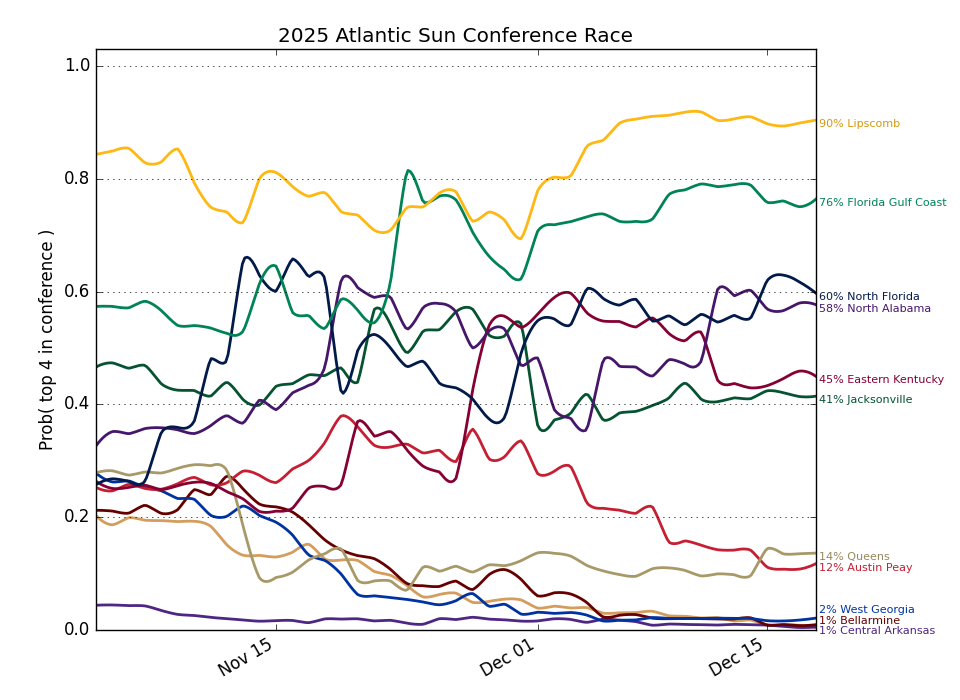 2025 Atlantic Sun Conference Race
Prob( top 4 in conference )
1.0
0.8
0.6
0.4
0.2
0.0
Nov 15
Dec 01
Dec 15
90% Lipscomb
76% Florida Gulf Coast
60% North Florida
58% North Alabama
45% Eastern Kentucky
41% Jacksonville
14% Queens
12% Austin Peay
2% West Georgia
1% Bellarmine
1% Central Arkansas